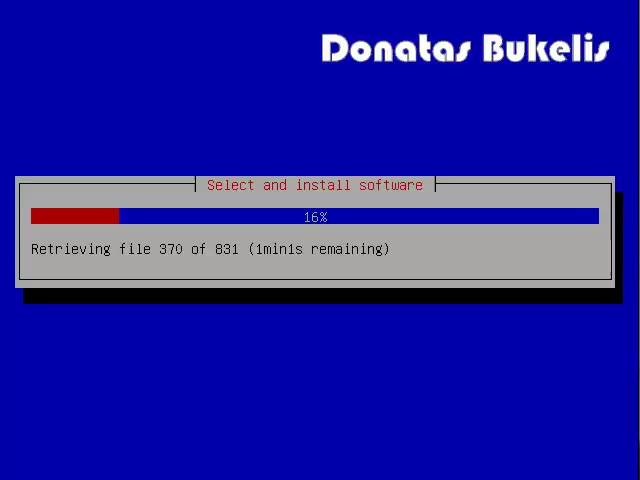 Donatas Bukelis
Select and install software
16%
Retrieving file 370 of 831 (1min1s remaining)